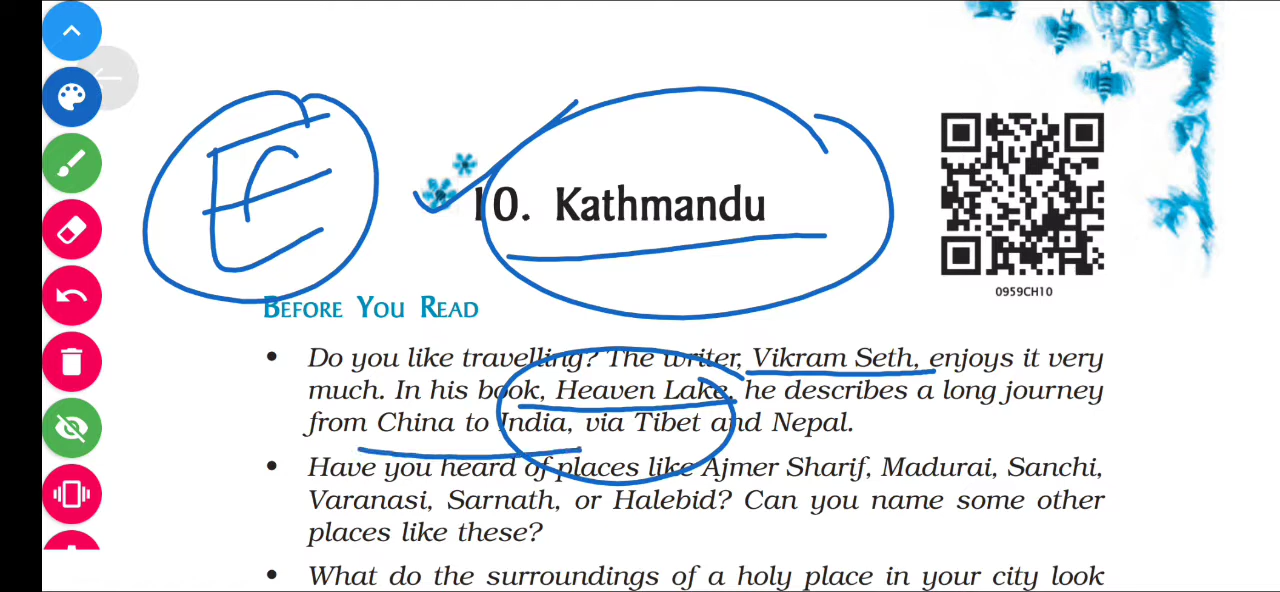 10. Kathmandu
0959CH10
BEFORE YOU READ
• Do you like travelling? The writer, Vikram Seth, enjoys it very
much. In his book, Heaven Lake, he describes a long journey
from China to India, via Tibet and Nepal.
• Have you heard of places like Ajmer Sharif, Madurai, Sanchi,
Varanasi, Sarnath, or Halebid? Can you name some other
places like these?
• What do the surroundings of a holy place in your city look